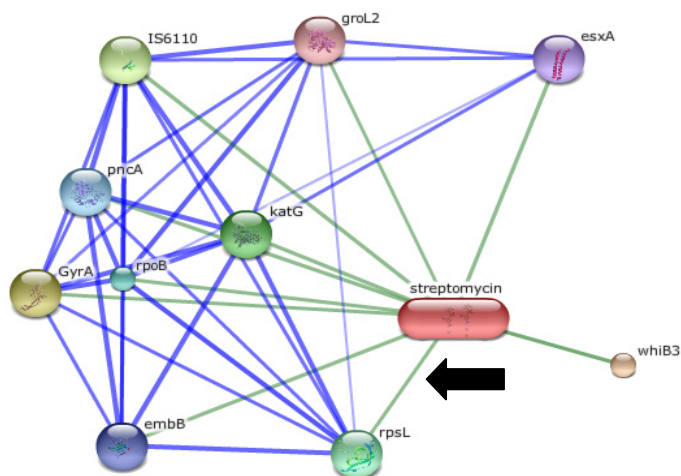 groL2
IS6110
esxA
pncA
katG
GyrA
rpoB
streptomycin
whiB3
embB
rpsL